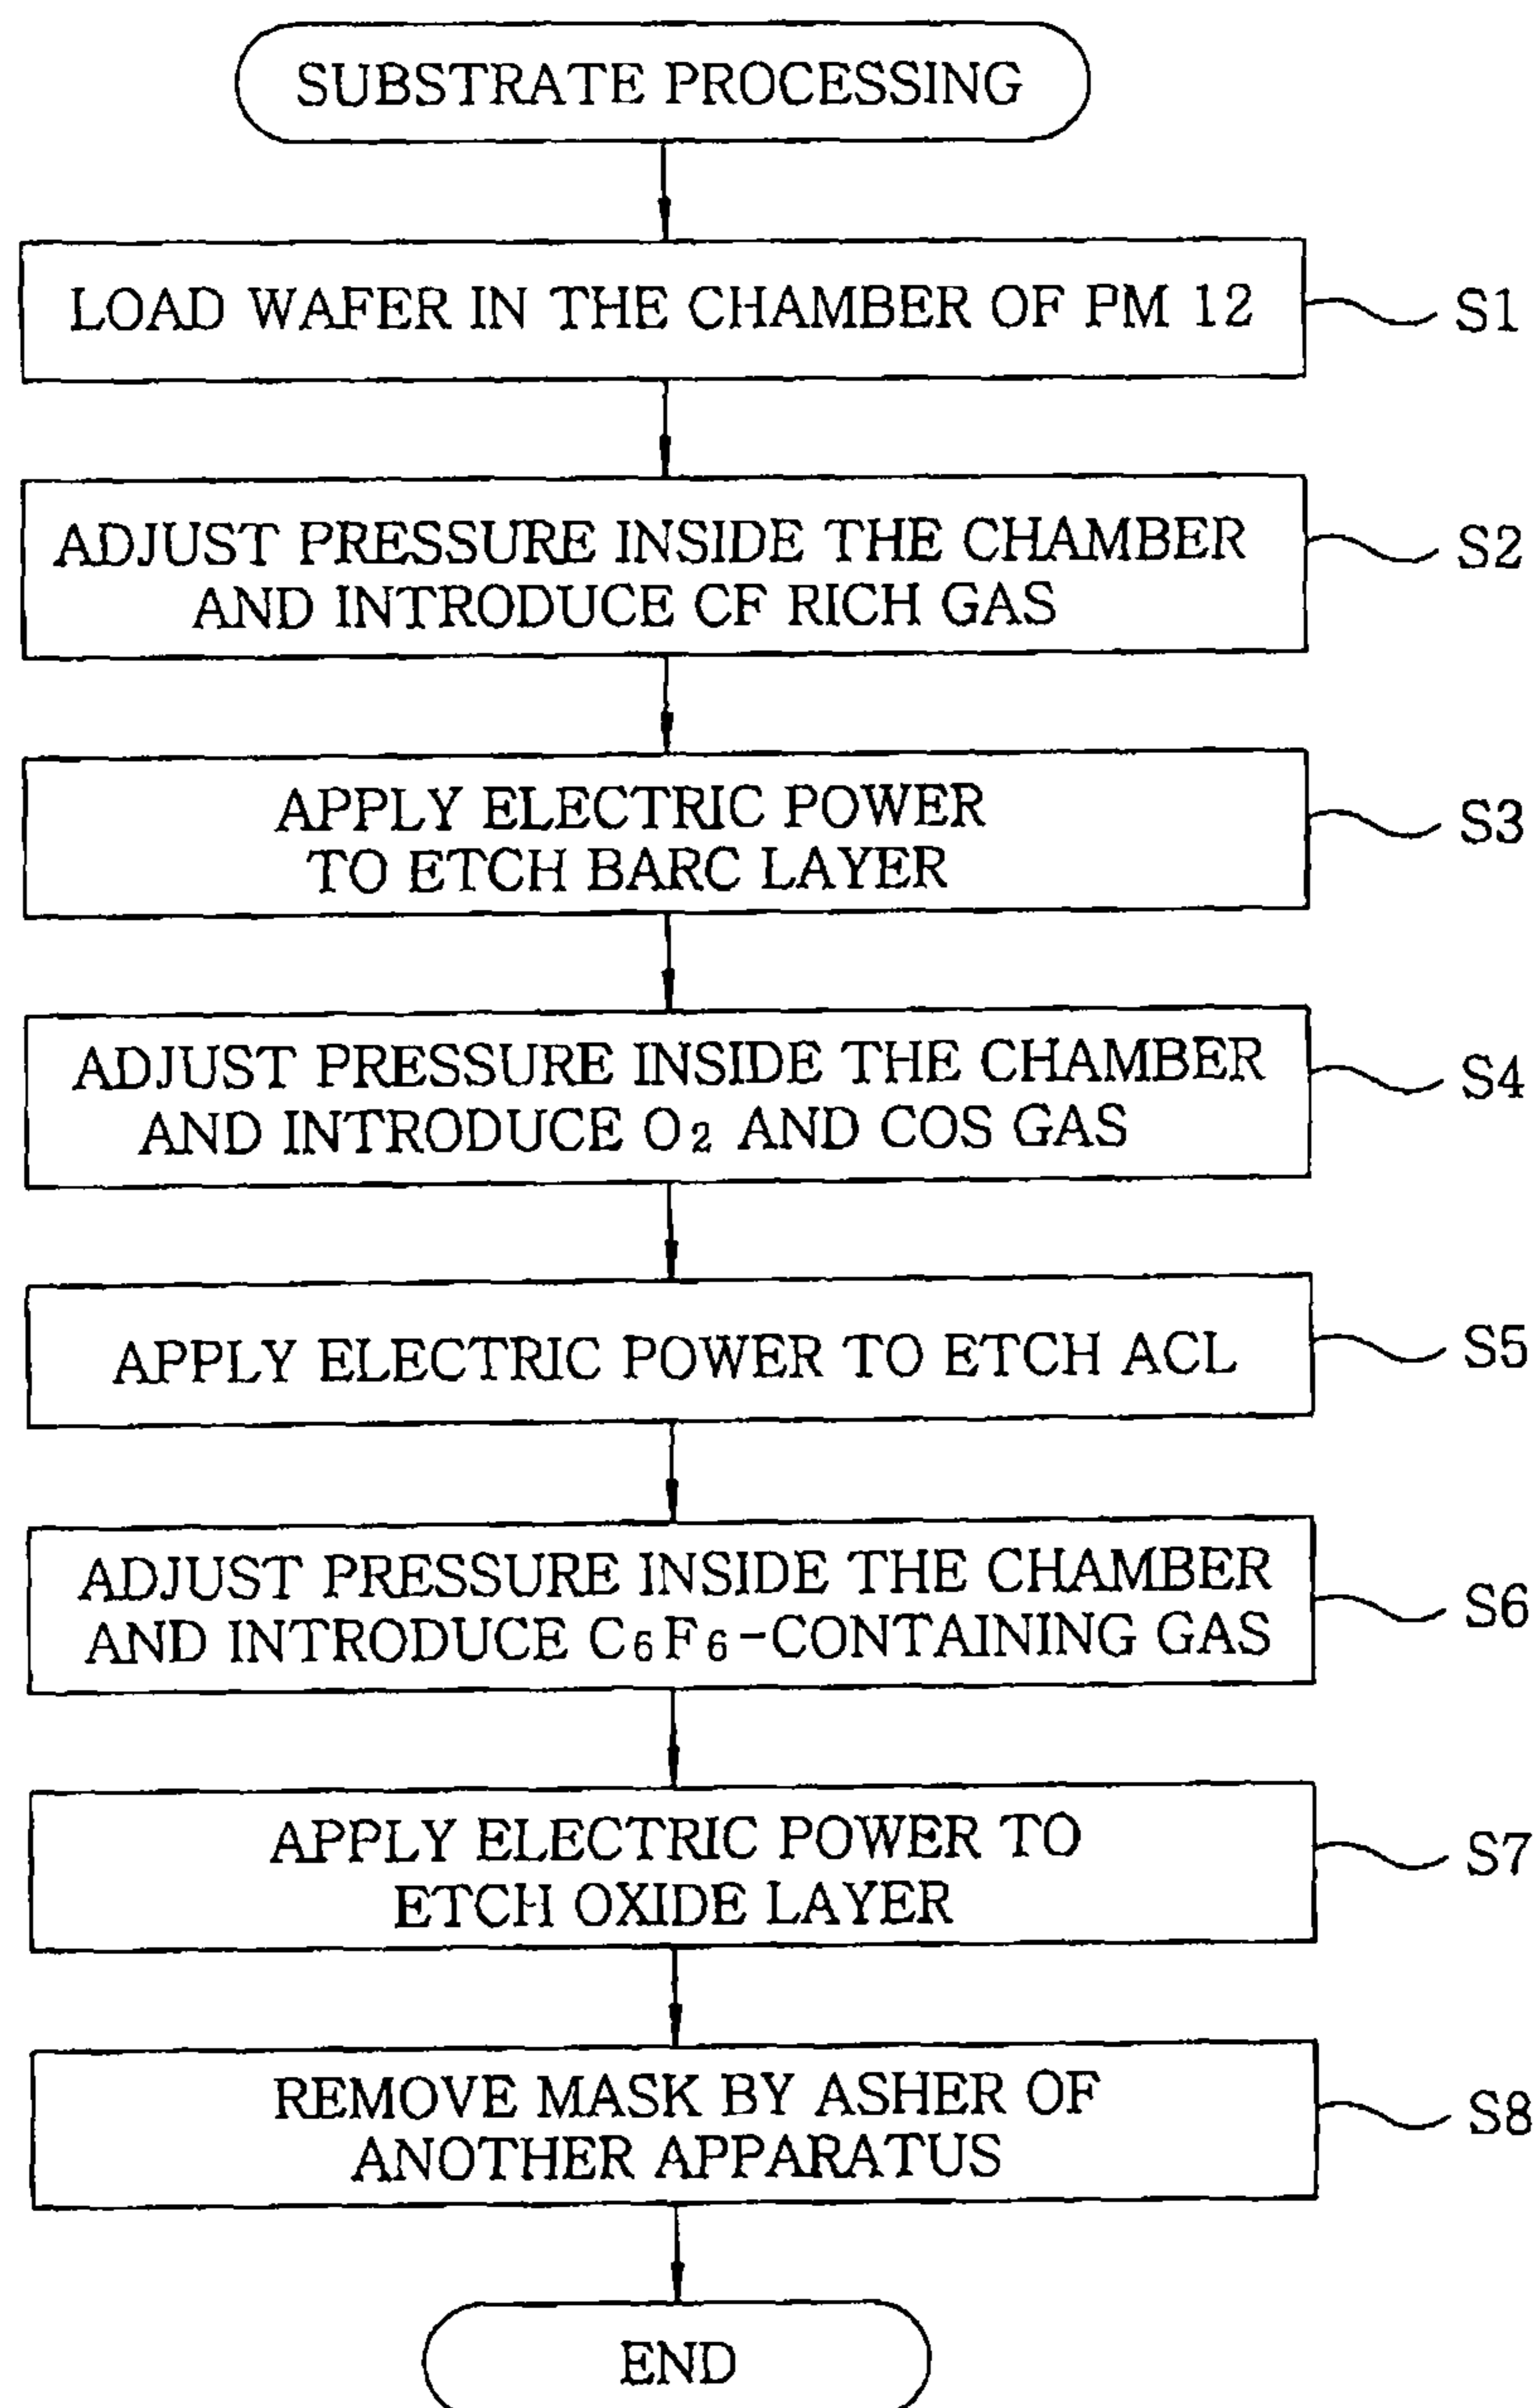 SUBSTRATE PROCESSING
LOAD WAFER IN THE CHAMBER OF PM 12
S1
ADJUST PRESSURE INSIDE THE CHAMBER
AND INTRODUCE CF RICH GAS
S2
APPLY ELECTRIC POWER
TO ETCH BARC LAYER
S3
ADJUST PRESSURE INSIDE THE CHAMBER
AND INTRODUCE O₂ AND COS GAS
S4
APPLY ELECTRIC POWER TO ETCH ACL
S5
ADJUST PRESSURE INSIDE THE CHAMBER
AND INTRODUCE C₆F₆-CONTAINING GAS
S6
APPLY ELECTRIC POWER TO
ETCH OXIDE LAYER
S7
REMOVE MASK BY ASHER OF
ANOTHER APPARATUS
S8
END